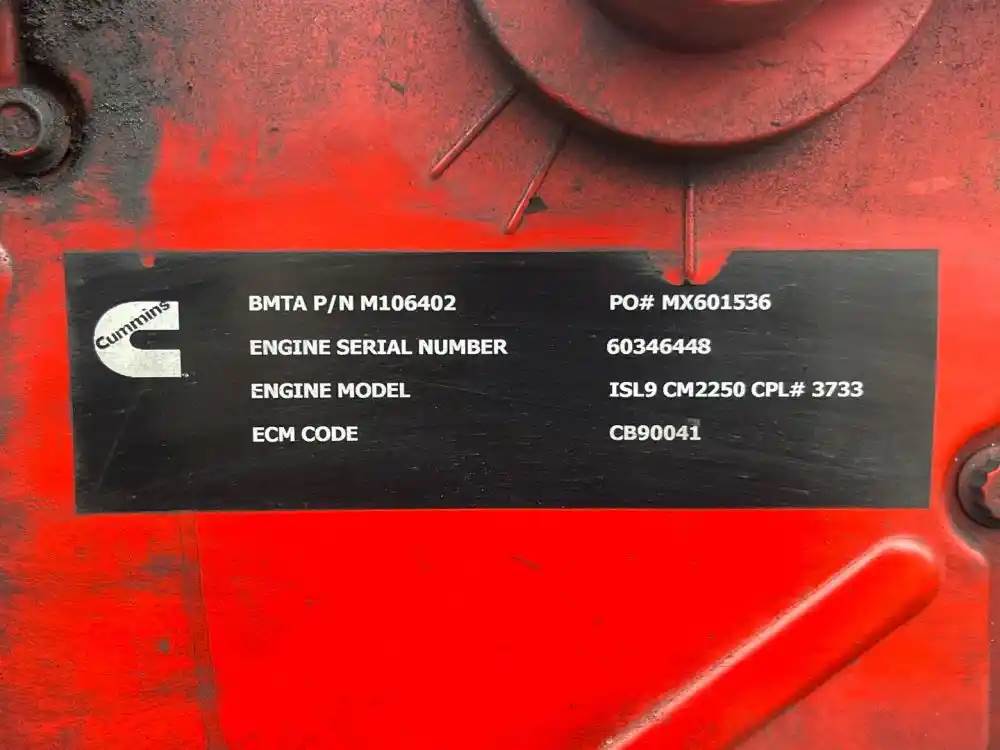 Cummins
BMTA P/N M106402 PO# MX601536
ENGINE SERIAL NUMBER 60346448
ENGINE MODEL ISL9 CM2250 CPL# 3733
ECM CODE CB90041